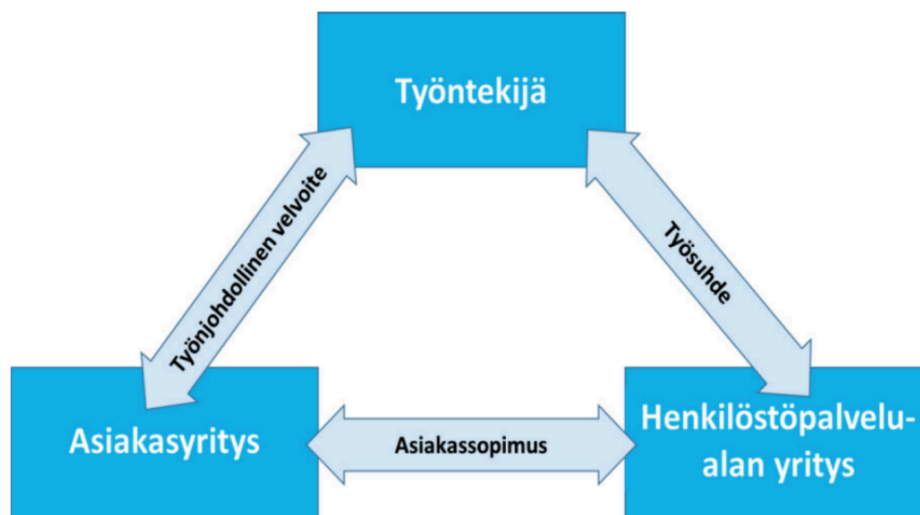 Työntekijä
Työnjohdollinen velvoite
Työsuhde
Asiakasyritys
Asiakassopimus
Henkilöstöpalvelu-
alan yritys